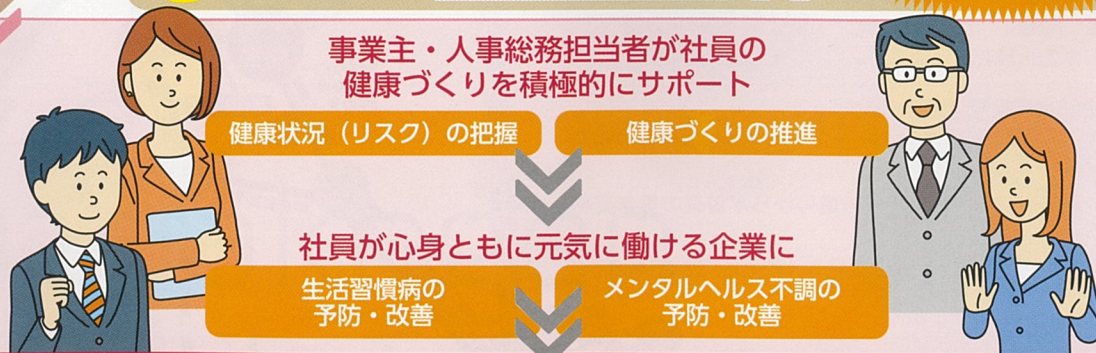 事業主・人事総務担当者が社員の
健康づくりを積極的にサポート
健康状況（リスク）の把握
健康づくりの推進
社員が心身ともに元気に働ける企業に
生活習慣病の
予防・改善
メンタルヘルス不調の
予防・改善